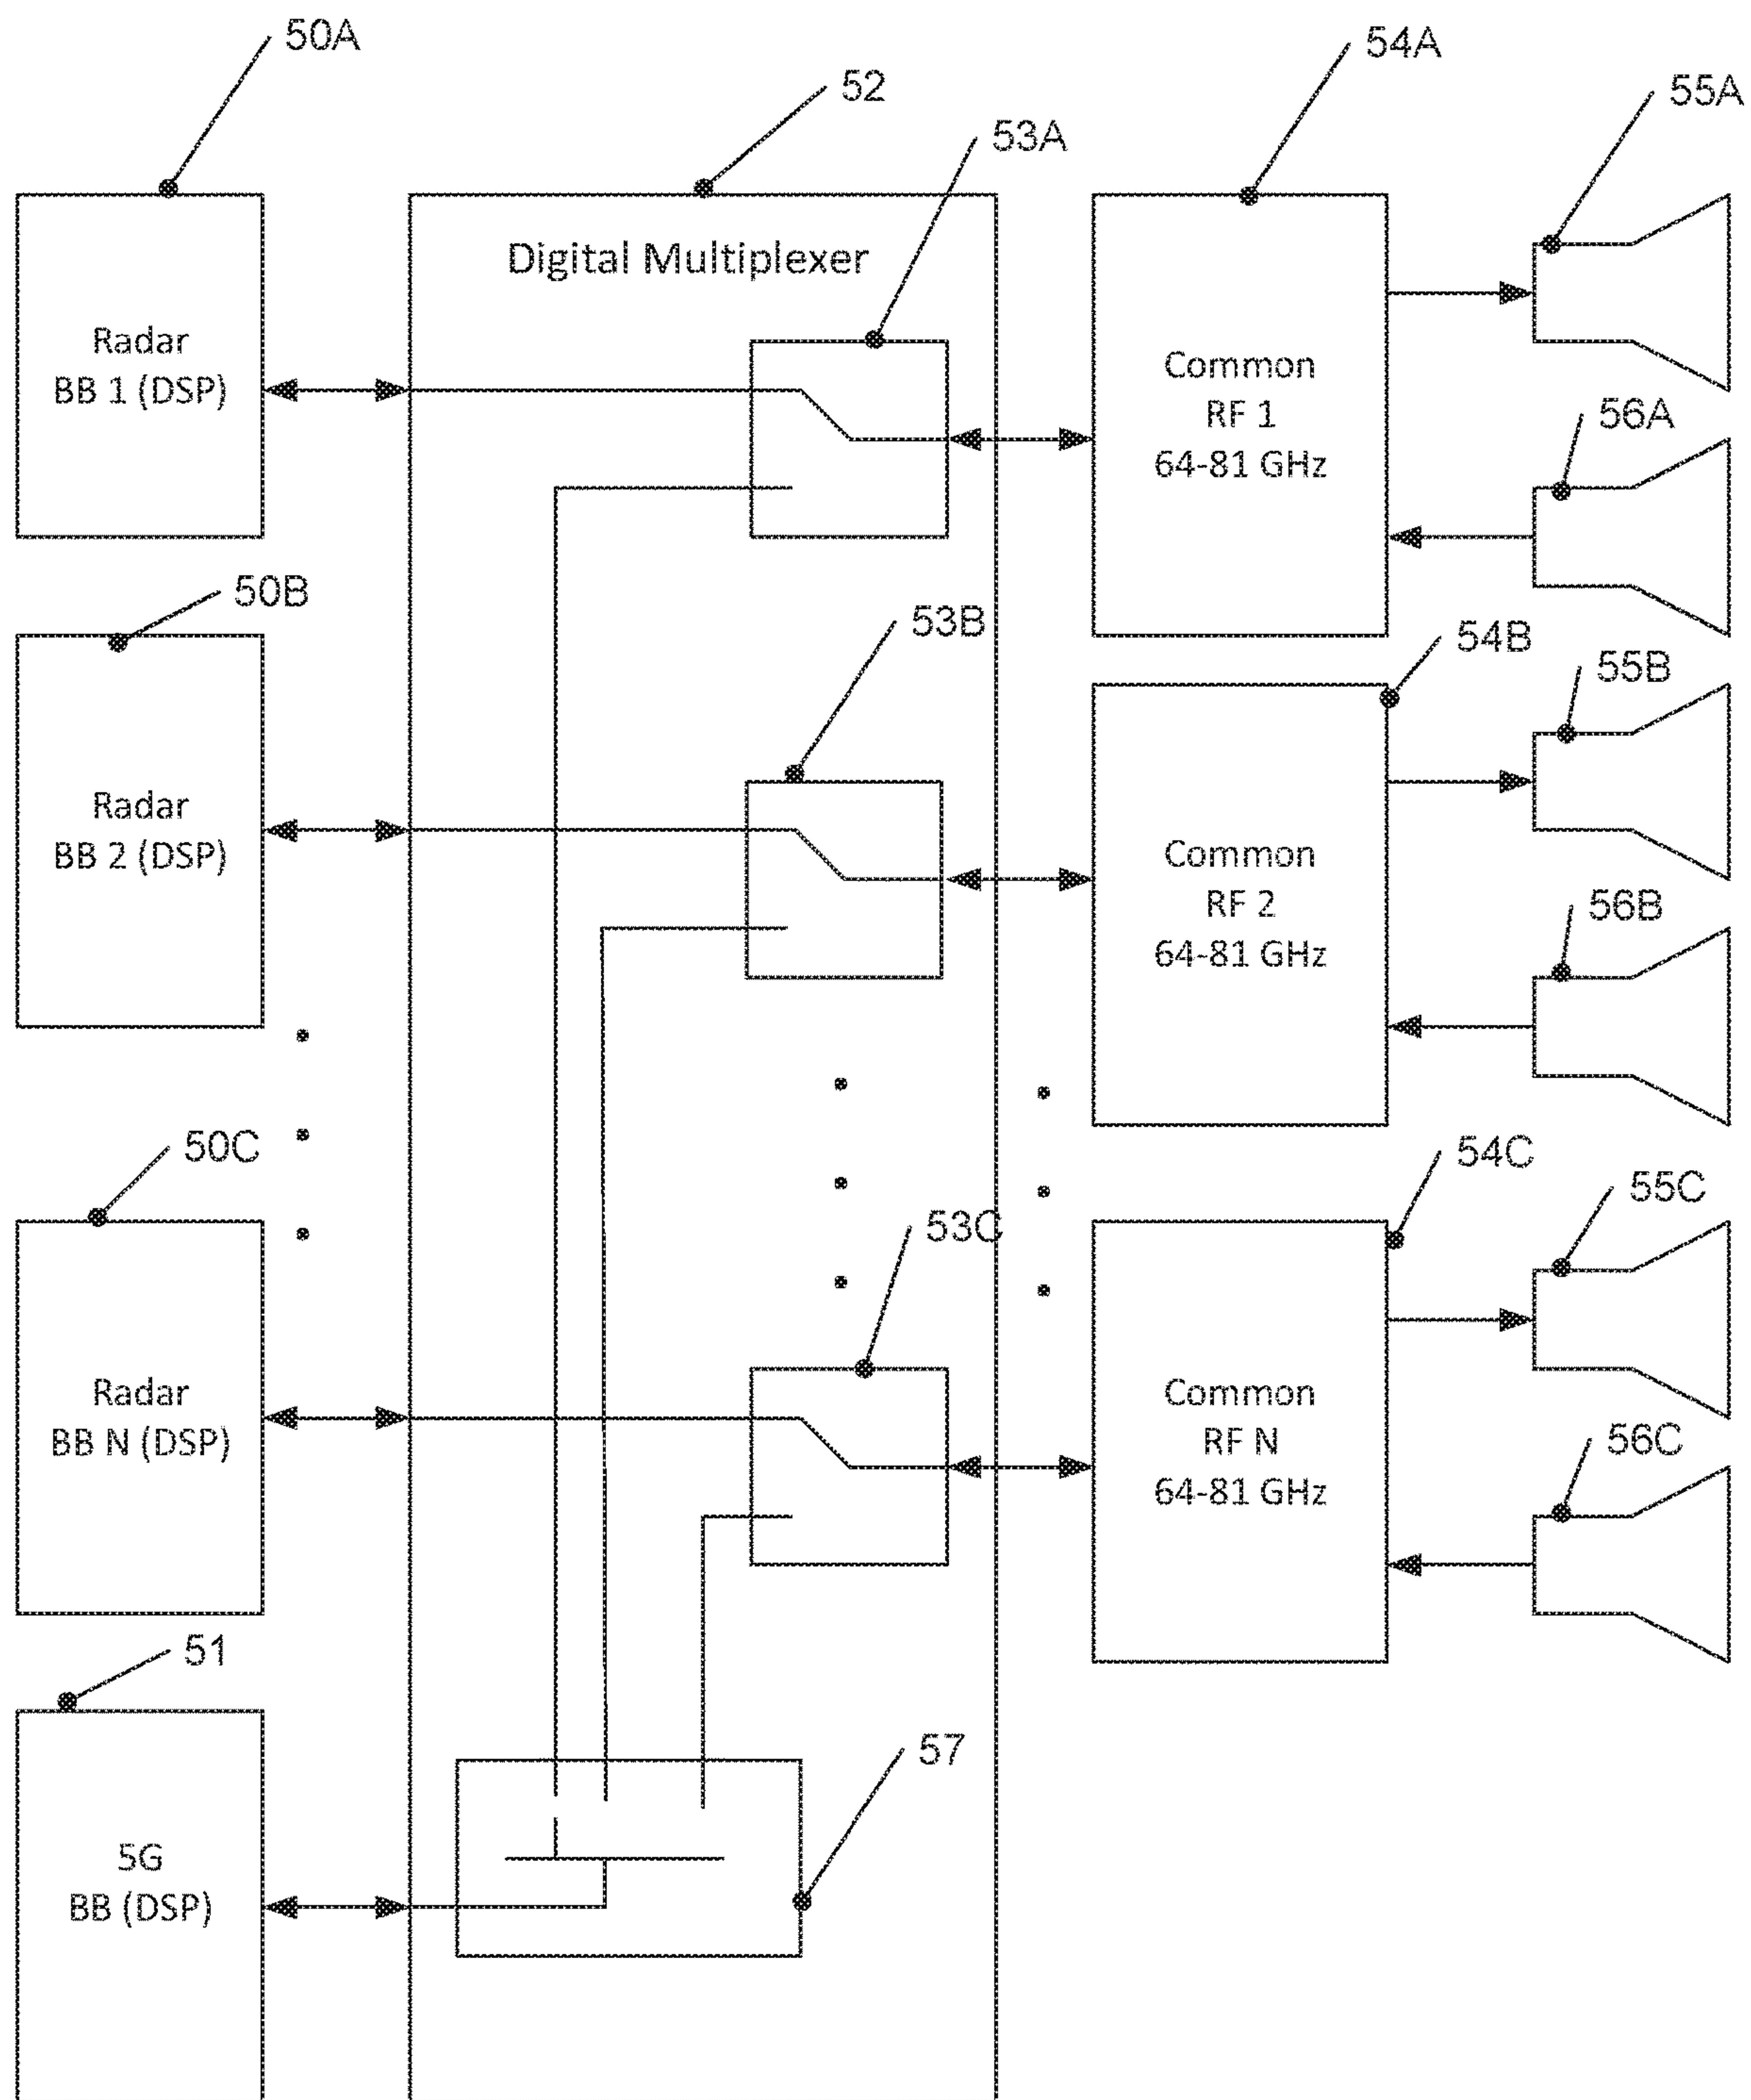 50A
54A
52
55A
53A
Digital Multiplexer
Radar
BB 1 (DSP)
Common
RF 1
64-81 GHz
56A
50B
53B
54B
55B
Radar
BB 2 (DSP)
Common
RF 2
64-81 GHz
56B
50C
54C
55C
53C
Radar
BB N (DSP)
Common
RF N
64-81 GHz
56C
51
57
5G
BB (DSP)